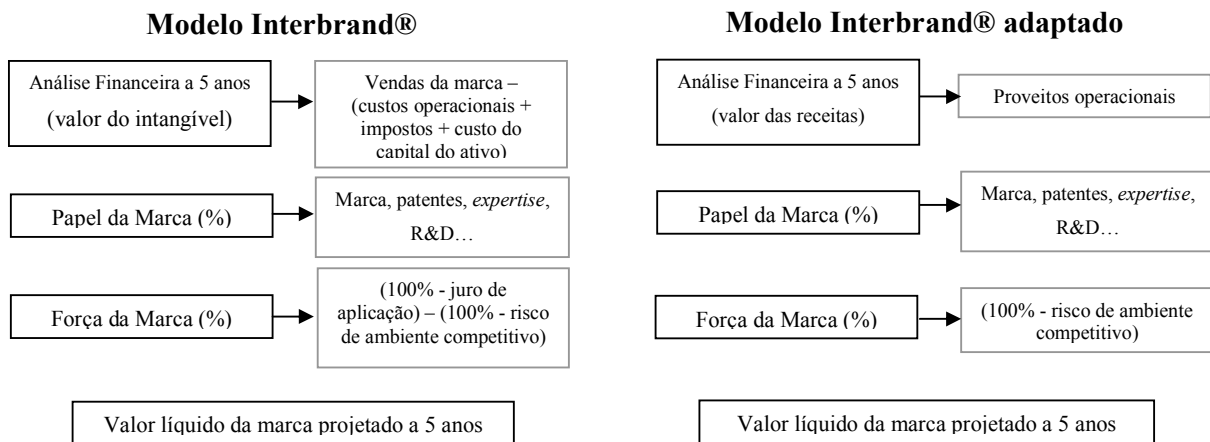 Modelo Interbrand®
Análise Financeira a 5 anos
(valor do intangível)
Vendas da marca –
(custos operacionais +
impostos + custo do
capital do ativo)
Papel da Marca (%)
Marca, patentes, expertise,
R&D…
Força da Marca (%)
(100% - juro de
aplicação) – (100% - risco
de ambiente competitivo)
Valor líquido da marca projetado a 5 anos
Modelo Interbrand® adaptado
Análise Financeira a 5 anos
(valor das receitas)
Proveitos operacionais
Papel da Marca (%)
Marca, patentes, expertise,
R&D…
Força da Marca (%)
(100% - risco de ambiente
competitivo)
Valor líquido da marca projetado a 5 anos